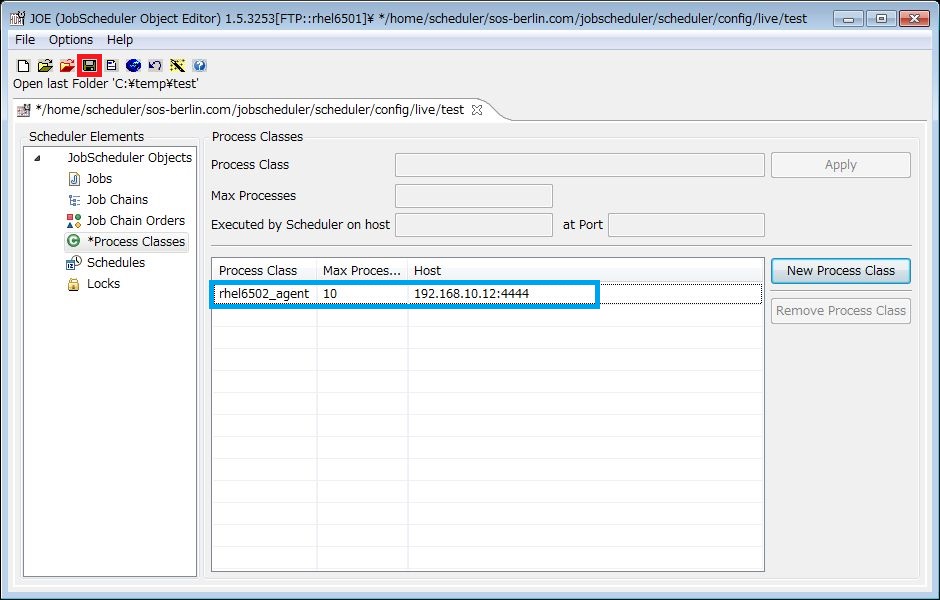 JOE (JobScheduler Object Editor) 1.5.3253[FTP::rhel6501]¥ */home/scheduler/sos-berlin.com/jobscheduler/scheduler/config/live/test
File Options Help
Open last Folder 'C:¥temp¥test'
*/home/scheduler/sos-berlin.com/jobscheduler/scheduler/config/live/test
Scheduler Elements
JobScheduler Objects
Jobs
Job Chains
Job Chain Orders
*Process Classes
Schedules
Locks
Process Classes
Process Class
Apply
Max Processes
Executed by Scheduler on host
at Port
Process Class Max Proces... Host
rhel6502_agent 10 192.168.10.12:4444
New Process Class
Remove Process Class